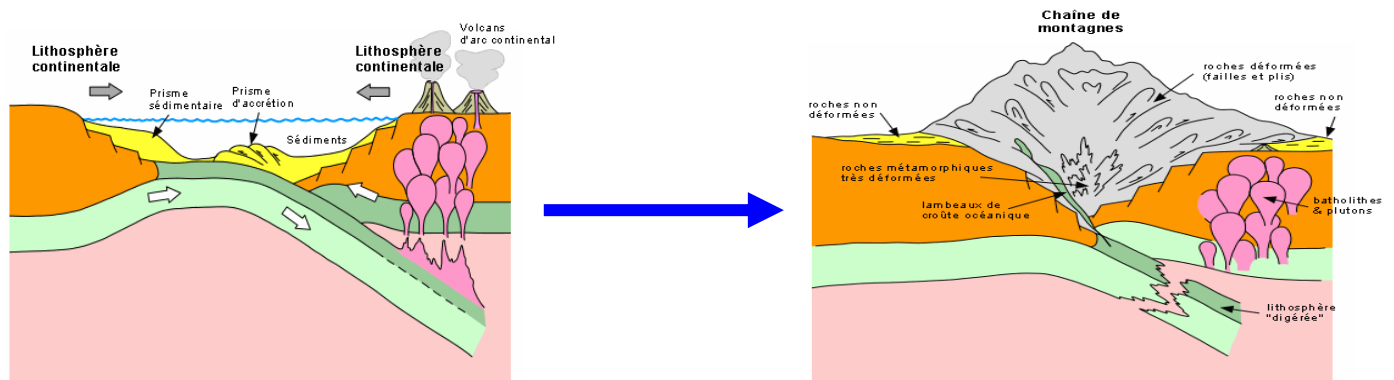 Volcans
d'arc continental
Lithosphère
continentale
Lithosphère
continentale
Prisme
sédimentaire
Prisme
d'accrétion
Sédiments
Chaîne de
montagnes
roches déformées
(failles et plis)
roches non
déformées
roches non
déformées
roches métamorphiques
très déformées
lambeaux de
croûte océanique
batholithes
& plutons
lithosphère
"digérée"